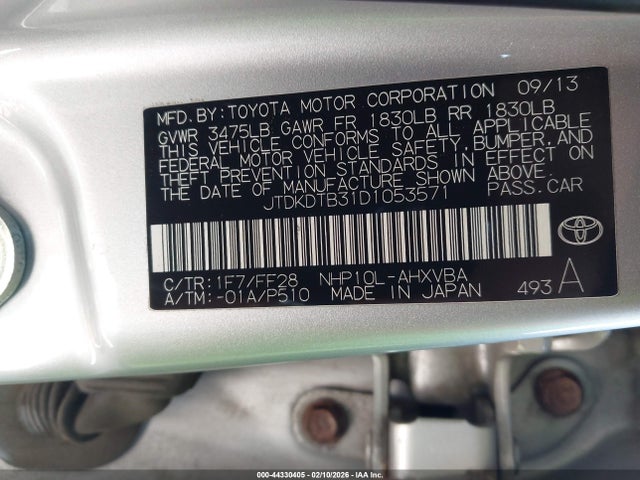 MFD. BY: TOYOTA MOTOR CORPORATION 09/13
GVWR 3475LB GAWR FR 1830LB RR 1830LB
THIS VEHICLE CONFORMS TO ALL APPLICABLE
FEDERAL MOTOR VEHICLE SAFETY, BUMPER, AND
THEFT PREVENTION STANDARDS IN EFFECT ON
THE DATE OF MANUFACTURE SHOWN ABOVE.
JTDKDTB31D1053571 PASS. CAR
C/TR: 1F7/FF28 NHP10L-AHXVBA
A/TM: -01A/P510 MADE IN JAPAN 493 A
000-44330405 - 02/10/2026 - IAAI.CA